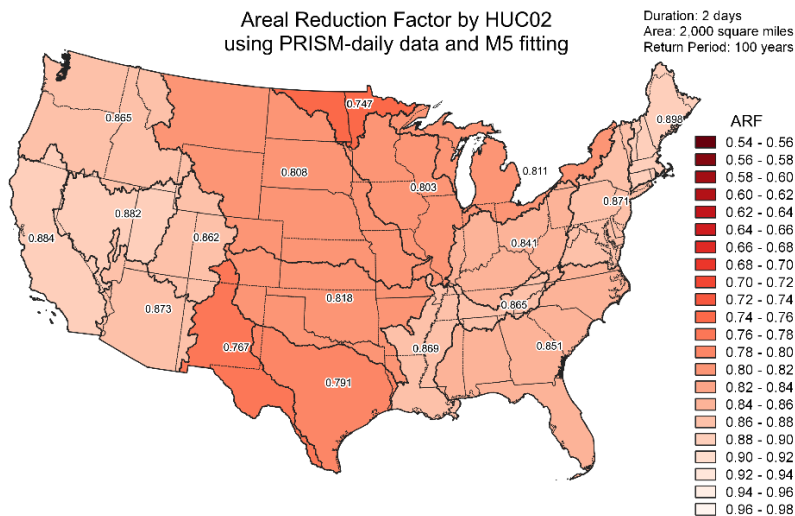 Areal Reduction Factor by HUC02
using PRISM-daily data and M5 fitting
Duration: 2 days
Area: 2,000 square miles
Return Period: 100 years
0.747
0.898
0.865
0.808
0.811
0.803
0.871
0.882
0.884
0.862
0.841
0.818
0.865
0.873
0.767
0.869
0.851
0.791
ARF
0.54 - 0.56
0.56 - 0.58
0.58 - 0.60
0.60 - 0.62
0.62 - 0.64
0.64 - 0.66
0.66 - 0.68
0.68 - 0.70
0.70 - 0.72
0.72 - 0.74
0.74 - 0.76
0.76 - 0.78
0.78 - 0.80
0.80 - 0.82
0.82 - 0.84
0.84 - 0.86
0.86 - 0.88
0.88 - 0.90
0.90 - 0.92
0.92 - 0.94
0.94 - 0.96
0.96 - 0.98